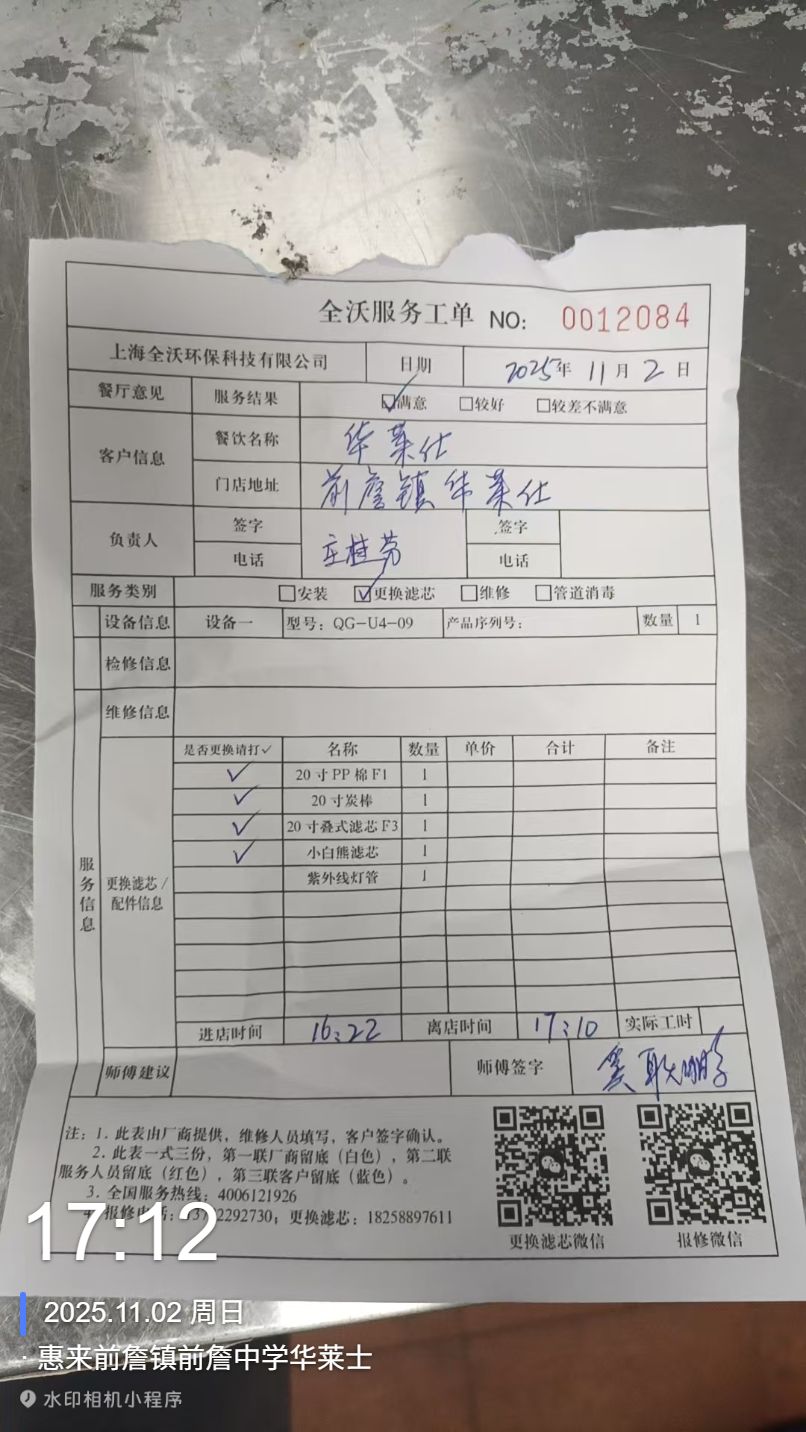 全沃服务工单 NO: 0012084
上海全沃环保科技有限公司 日期 2025年 11月 2日
餐厅意见 服务结果 ☑满意 □较好 □较差不满意
客户信息 餐饮名称 华莱仕
门店地址 前詹镇华莱仕
负责人 签字 签字
电话 电话
服务类别 □安装 ☑更换滤芯 □维修 □管道消毒
设备信息 设备一 型号：QG-U4-09 产品序列号： 数量 1
检修信息
维修信息
服务信息
更换滤芯/
配件信息
是否更换请打✓ 名称 数量 单价 合计 备注
✓ 20寸PP棉F1 1
✓ 20寸炭棒 1
✓ 20寸叠式滤芯F3 1
✓ 小白熊滤芯 1
紫外线灯管 1
进店时间 16:22 离店时间 17:10 实际工时
师傅建议 师傅签字
注：1. 此表由厂商提供，维修人员填写，客户签字确认。
2. 此表一式三份，第一联厂商留底（白色），第二联
服务人员留底（红色），第三联客户留底（蓝色）。
3. 全国服务热线：4006121926
报修电话： 2292730；更换滤芯：18258897611
更换滤芯微信 报修微信
17:12
2025.11.02 周日
· 惠来前詹镇前詹中学华莱士
水印相机小程序